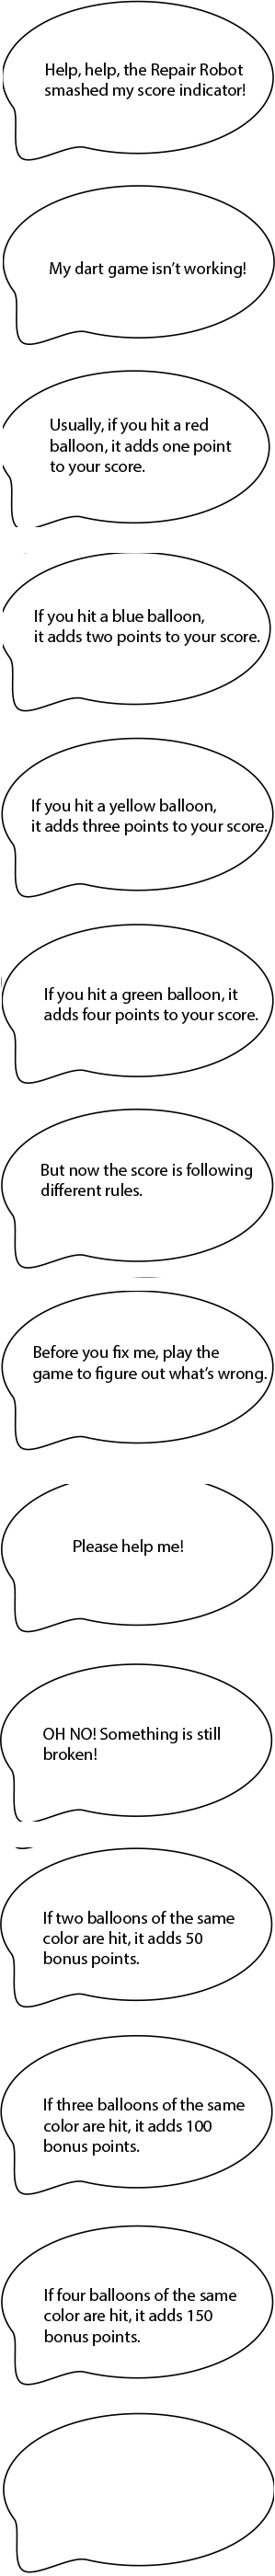 Help, help, the Repair Robot
smashed my score indicator!
My dart game isn't working!
Usually, if you hit a red
balloon, it adds one point
to your score.
If you hit a blue balloon,
it adds two points to your score.
If you hit a yellow balloon,
it adds three points to your score.
If you hit a green balloon, it
adds four points to your score.
But now the score is following
different rules.
Before you fix me, play the
game to figure out what's wrong.
Please help me!
OH NO! Something is still
broken!
If two balloons of the same
color are hit, it adds 50
bonus points.
If three balloons of the same
color are hit, it adds 100
bonus points.
If four balloons of the same
color are hit, it adds 150
bonus points.